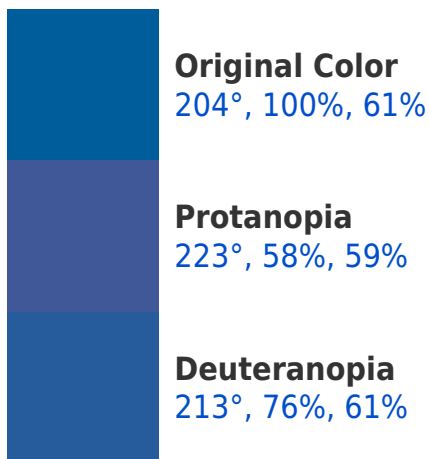 Original Color
204°, 100%, 61%
Protanopia
223°, 58%, 59%
Deuteranopia
213°, 76%, 61%